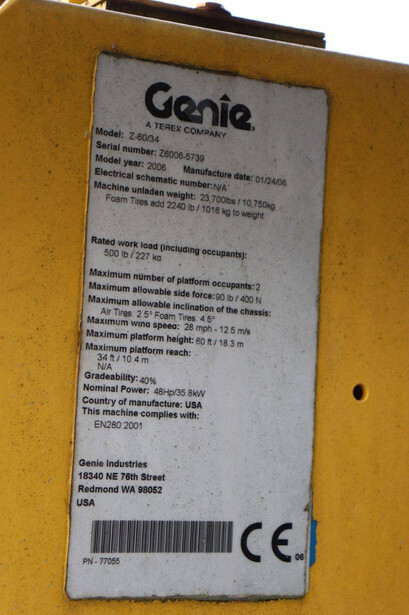 Genie
A TEREX COMPANY
Model: Z-60/34
Serial number: Z6006-5739
Model year: 2006 Manufacture date: 01/24/06
Electrical schematic number: N/A
Machine unladen weight: 23,700lbs / 10,750kg
Foam Tires add 2240 lb / 1016 kg to weight
Rated work load (including occupants):
500 lb / 227 kg
Maximum number of platform occupants: 2
Maximum allowable side force: 90 lb / 400 N
Maximum allowable inclination of the chassis:
Air Tires: 2.5° Foam Tires: 4.5°
Maximum wind speed: 28 mph - 12.5 m/s
Maximum platform height: 60 ft / 18.3 m
Maximum platform reach:
34 ft / 10.4 m
N/A
Gradeability: 40%
Nominal Power: 48Hp/35.8kW
Country of manufacture: USA
This machine complies with:
EN280:2001
Genie Industries
18340 NE 76th Street
Redmond WA 98052
USA
CE 06
PN - 77055